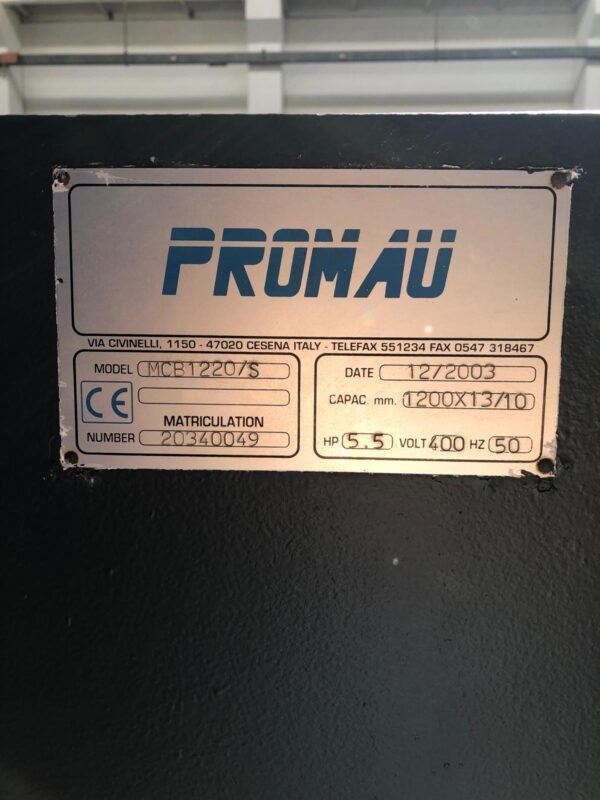 PROMAÜ
VIA CIVINELLI, 1150 - 47020 CESENA ITALY - TELEFAX 551234 FAX 0547 318467
MODEL MCB1220/S
CE
MATRICULATION
NUMBER 20340049
DATE 12/2003
CAPAC. mm. 1200X13/10
HP 5.5 VOLT 400 HZ 50